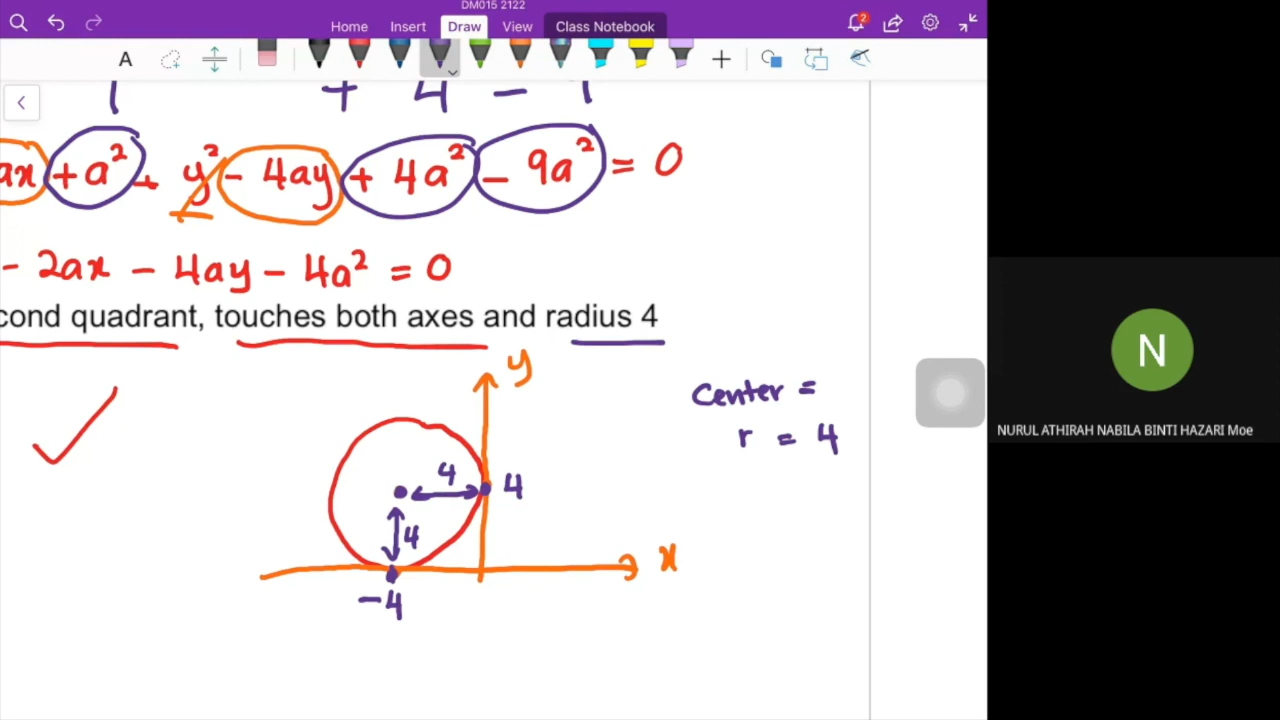 DM015 2122
Home Insert Draw View Class Notebook
2
A
+ 4 -
ax + a² + y² - 4ay + 4a² - 9a² = 0
- 2ax - 4ay - 4a² = 0
cond quadrant, touches both axes and radius 4
y
Center =
r = 4
4
4
4
x
-4
N
NURUL ATHIRAH NABILA BINTI HAZARI Moe